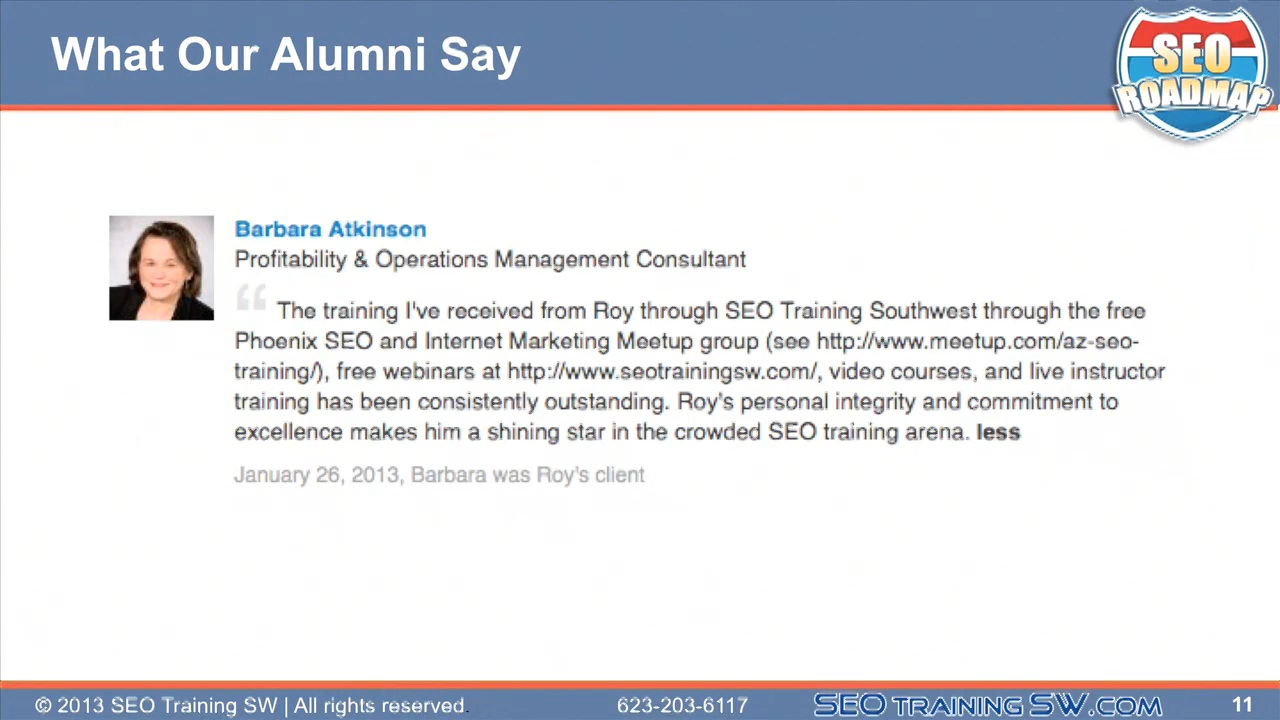 What Our Alumni Say
SEO
ROADMAP
Barbara Atkinson
Profitability & Operations Management Consultant
“ The training I've received from Roy through SEO Training Southwest through the free
Phoenix SEO and Internet Marketing Meetup group (see http://www.meetup.com/az-seo-
training/), free webinars at http://www.seotrainingsw.com/, video courses, and live instructor
training has been consistently outstanding. Roy's personal integrity and commitment to
excellence makes him a shining star in the crowded SEO training arena. less
January 26, 2013, Barbara was Roy's client
© 2013 SEO Training SW | All rights reserved. 623-203-6117 SEO TRAINING SW.COM 11